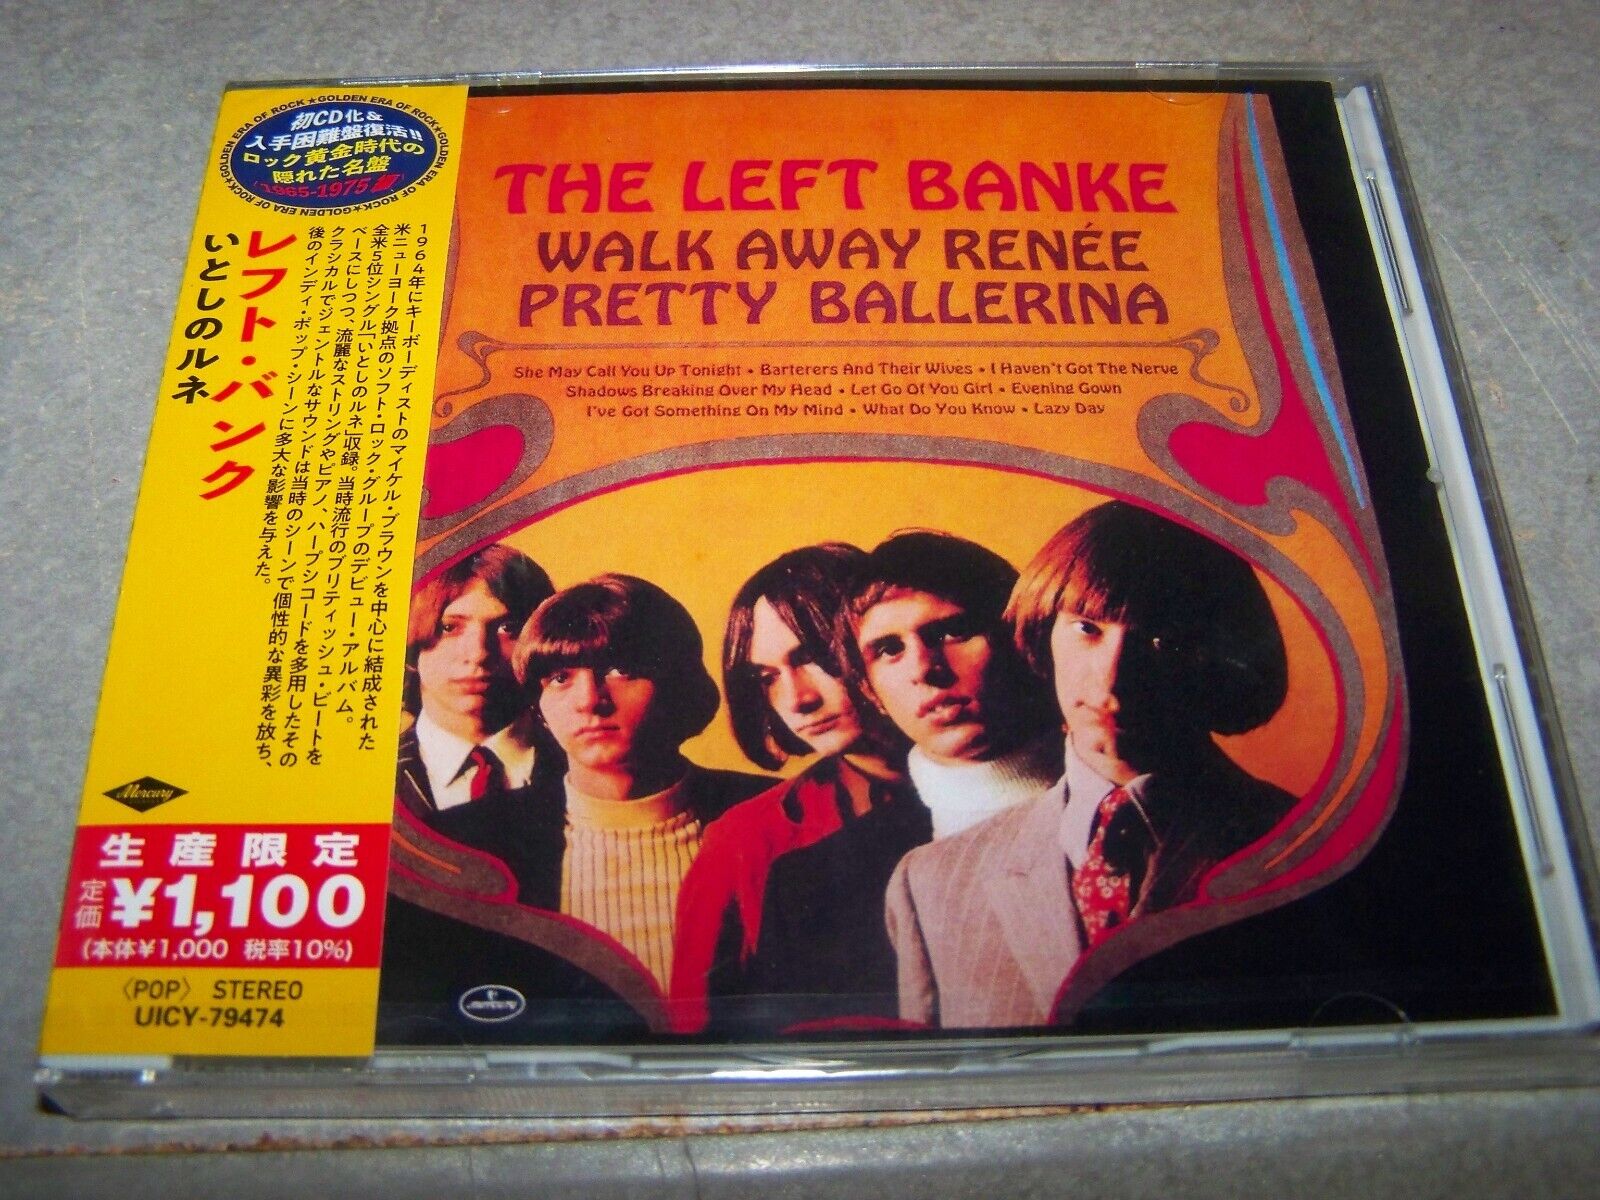 ★GOLDEN ERA OF ROCK★GOLDEN ERA OF ROCK★GOLDEN ERA OF ROCK★GOLDEN ERA OF ROCK
初CD化&
入手困難盤復活!!
ロック黄金時代の
隠れた名盤
1965-1975
レフト・バンク
いとしのルネ
1964年にキーボーディストのマイケル・ブラウンを中心に結成された
米ニューヨーク拠点のソフト・ロック・グループのデビュー・アルバム。
全米5位シングル「いとしのルネ」収録。当時流行のブリティッシュ・ビートを
ベースにしつつ、流麗なストリングやピアノ、ハープシコードを多用したその
クラシカルでジェントルなサウンドは当時のシーンで個性的な異彩を放ち、
後のインディ・ポップ・シーンに多大な影響を与えた。
Mercury
生産限定
定価 ¥1,100
(本体¥1,000 税率10%)
〈POP〉 STEREO
UICY-79474
THE LEFT BANKE
WALK AWAY RENÉE
PRETTY BALLERINA
She May Call You Up Tonight • Barterers And Their Wives • I Haven't Got The Nerve
Shadows Breaking Over My Head • Let Go Of You Girl • Evening Gown
I've Got Something On My Mind • What Do You Know • Lazy Day
mercury